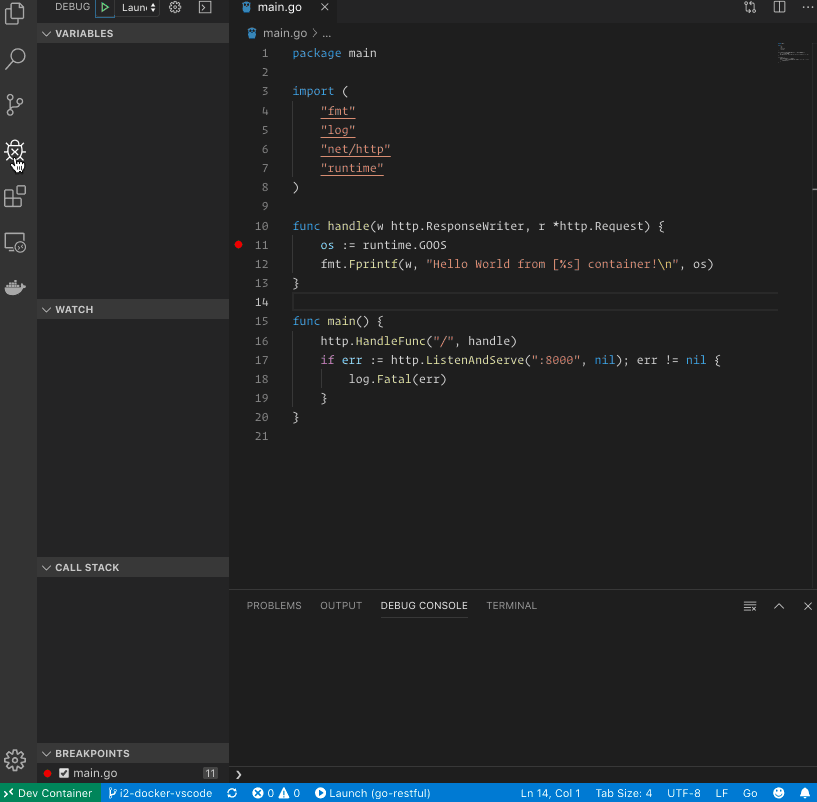 DEBUG Launc
VARIABLES
WATCH
CALL STACK
BREAKPOINTS
main.go 11
main.go
main.go > ...
1 package main
2
3 import (
4 "fmt"
5 "log"
6 "net/http"
7 "runtime"
8 )
9
10 func handle(w http.ResponseWriter, r *http.Request) {
11 os := runtime.GOOS
12 fmt.Fprintf(w, "Hello World from [%s] container!\n", os)
13 }
14
15 func main() {
16 http.HandleFunc("/", handle)
17 if err := http.ListenAndServe(":8000", nil); err != nil {
18 log.Fatal(err)
19 }
20 }
21
PROBLEMS OUTPUT DEBUG CONSOLE TERMINAL
Dev Container i2-docker-vscode 0 0 Launch (go-restful) Ln 14, Col 1 Tab Size: 4 UTF-8 LF Go